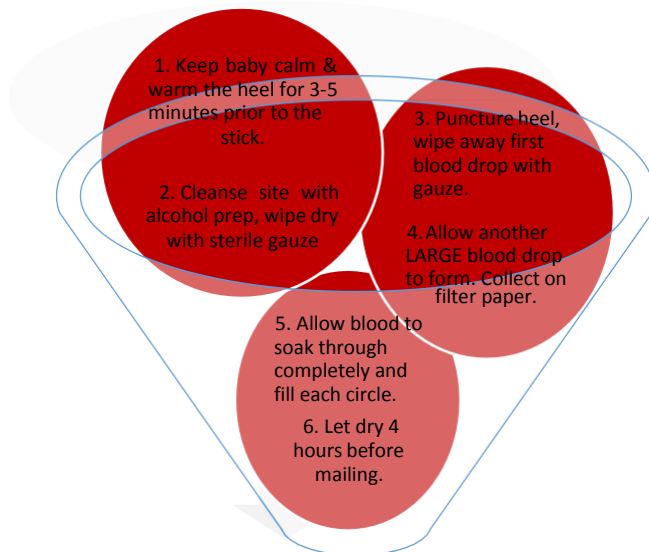 1. Keep baby calm &
warm the heel for 3-5
minutes prior to the
stick.
2. Cleanse site with
alcohol prep, wipe dry
with sterile gauze
3. Puncture heel,
wipe away first
blood drop with
gauze.
4. Allow another
LARGE blood drop
to form. Collect on
filter paper.
5. Allow blood to
soak through
completely and
fill each circle.
6. Let dry 4
hours before
mailing.